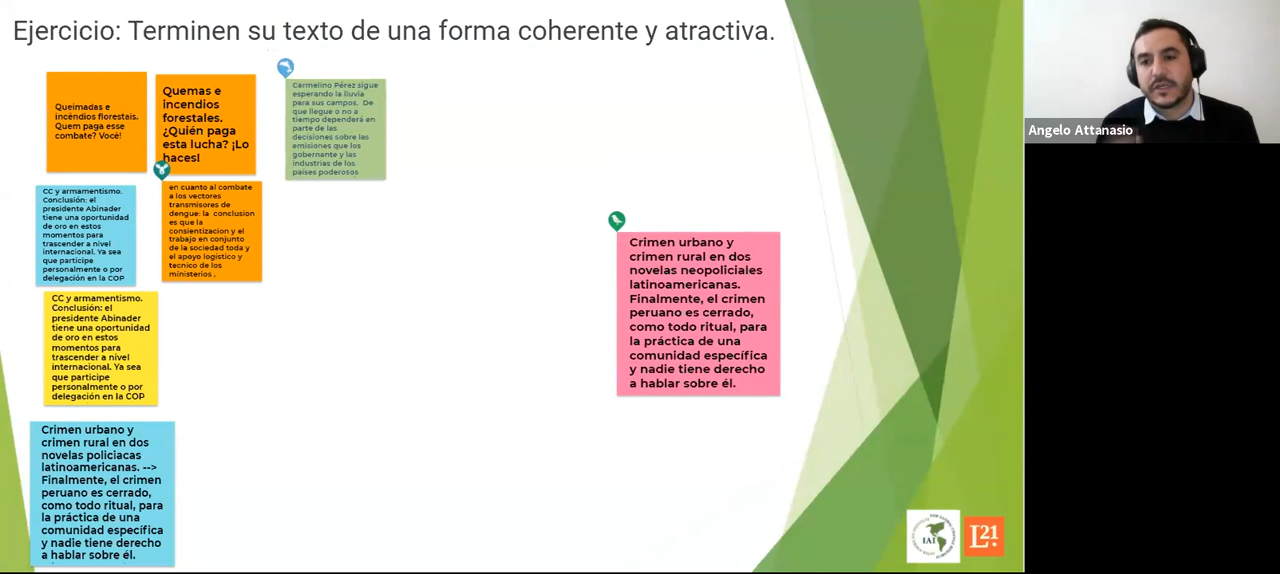 Ejercicio: Terminen su texto de una forma coherente y atractiva.
Queimadas e
incêndios florestais.
Quem paga esse
combate? Você!
Quemas e
incendios
forestales.
¿Quién paga
esta lucha? ¡Lo
haces!
Carmelino Pérez sigue
esperando la lluvia
para sus campos. De
que llegue o no a
tiempo dependerá en
parte de las
decisiones sobre las
emisiones que los
gobernante y las
industrias de los
países poderosos
CC y armamentismo.
Conclusión: el
presidente Abinader
tiene una oportunidad
de oro en estos
momentos para
trascender a nivel
internacional. Ya sea
que participe
personalmente o por
delegación en la COP
en cuanto al combate
a los vectores
transmisores de
dengue: la conclusion
es que la
consientizacion y el
trabajo en conjunto
de la sociedad toda y
el apoyo logistico y
tecnico de los
ministerios ,
CC y armamentismo.
Conclusión: el
presidente Abinader
tiene una oportunidad
de oro en estos
momentos para
trascender a nivel
internacional. Ya sea
que participe
personalmente o por
delegación en la COP
Crimen urbano y
crimen rural en dos
novelas policiacas
latinoamericanas. -->
Finalmente, el crimen
peruano es cerrado,
como todo ritual, para
la práctica de una
comunidad específica
y nadie tiene derecho
a hablar sobre él.
Crimen urbano y
crimen rural en dos
novelas neopoliciales
latinoamericanas.
Finalmente, el crimen
peruano es cerrado,
como todo ritual, para
la práctica de una
comunidad específica
y nadie tiene derecho
a hablar sobre él.
IAI
L21.
Angelo Attanasio